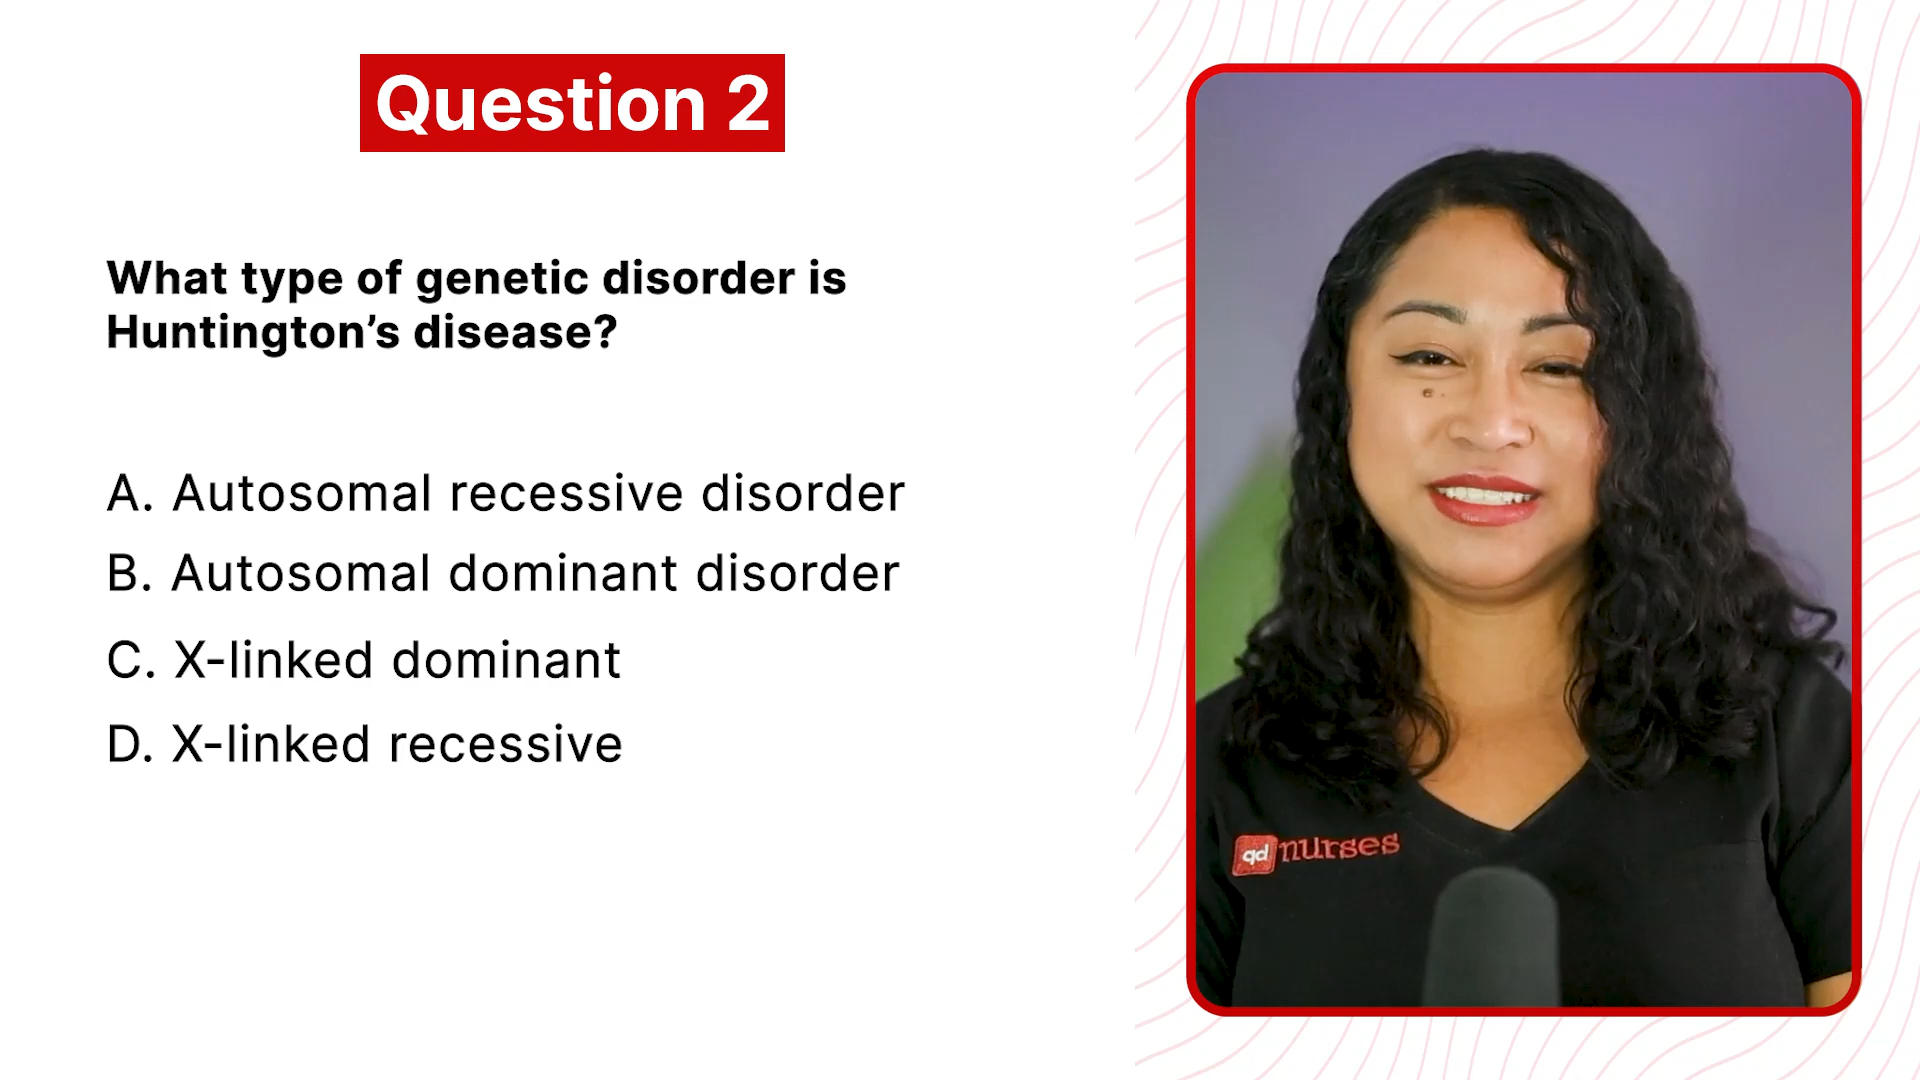 Question 2
What type of genetic disorder is
Huntington’s disease?
A. Autosomal recessive disorder
B. Autosomal dominant disorder
C. X-linked dominant
D. X-linked recessive
qd nurses